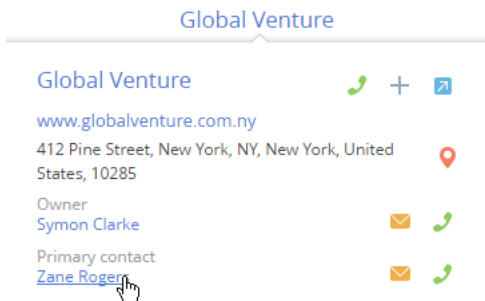 Global Venture
Global Venture
www.globalventure.com.ny
412 Pine Street, New York, NY, New York, United
States, 10285
Owner
Symon Clarke
Primary contact
Zane Rogers